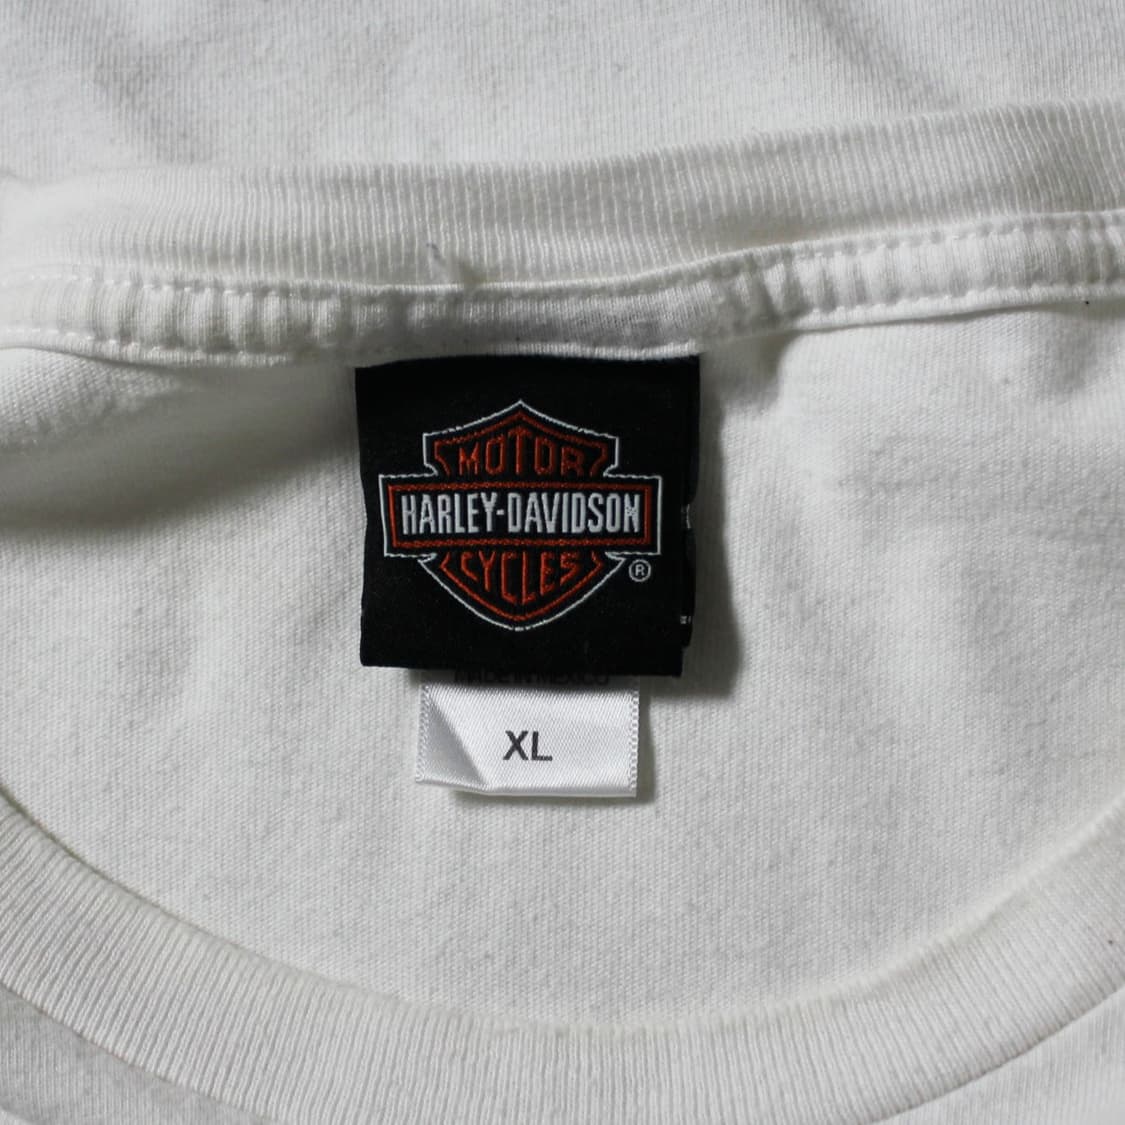 MOTOR
HARLEY-DAVIDSON
CYCLES
®
MADE IN MEXICO
XL